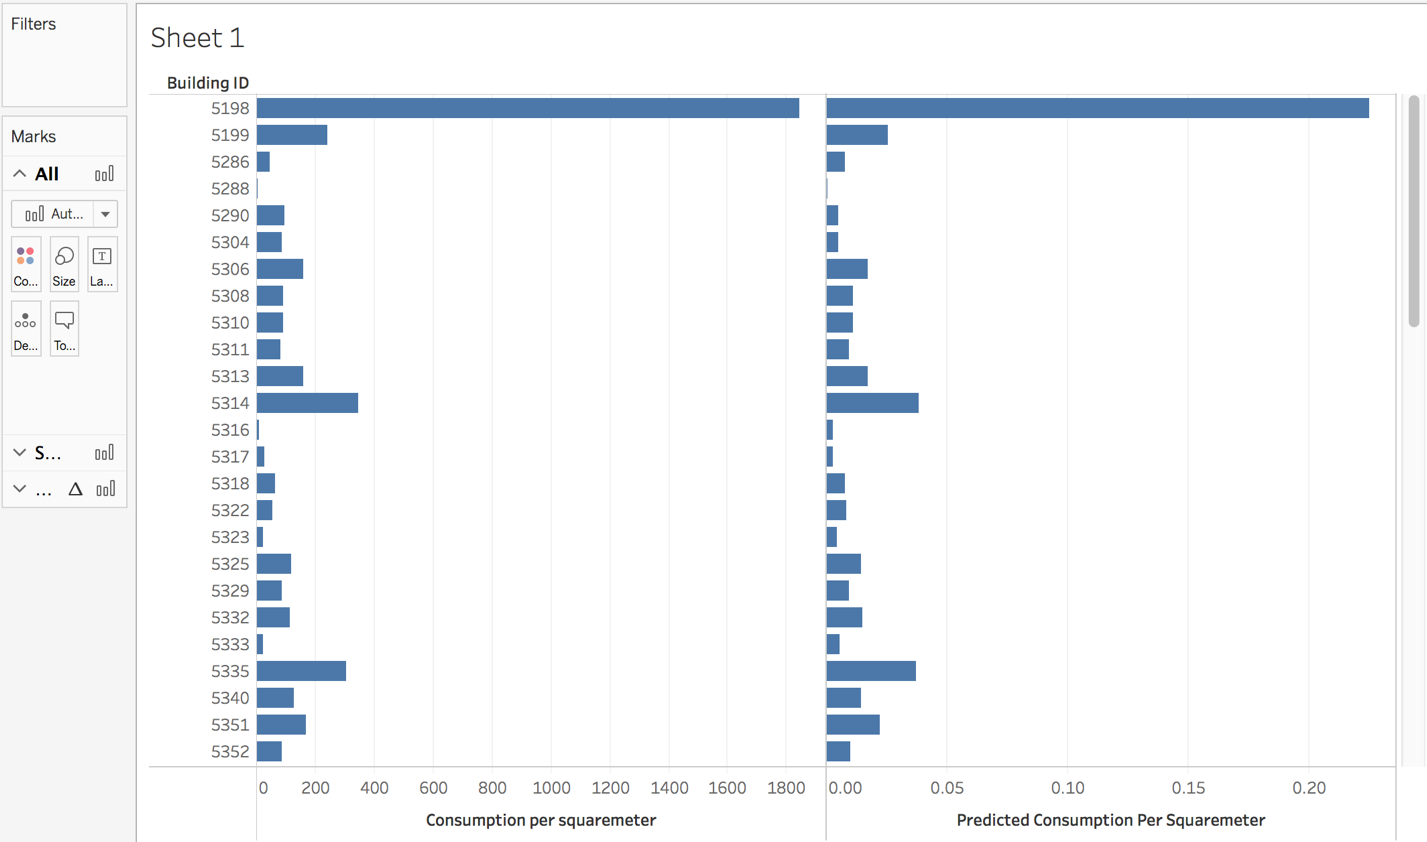 Filters
Marks
All
Aut...
Co...
Size
T
La...
De...
To...
S...
...
Sheet 1
Building ID
5198
5199
5286
5288
5290
5304
5306
5308
5310
5311
5313
5314
5316
5317
5318
5322
5323
5325
5329
5332
5333
5335
5340
5351
5352
0 200 400 600 800 1000 1200 1400 1600 1800
Consumption per squaremeter
0.00 0.05 0.10 0.15 0.20
Predicted Consumption Per Squaremeter